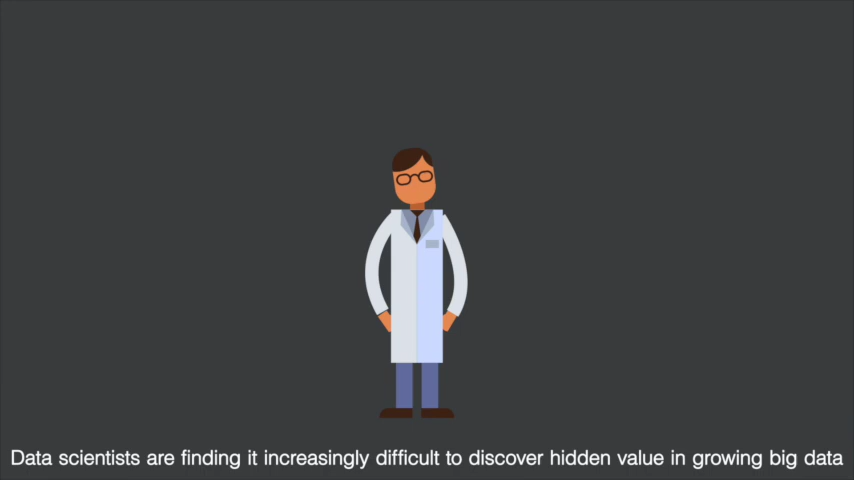 Data scientists are finding it increasingly difficult to discover hidden value in growing big data